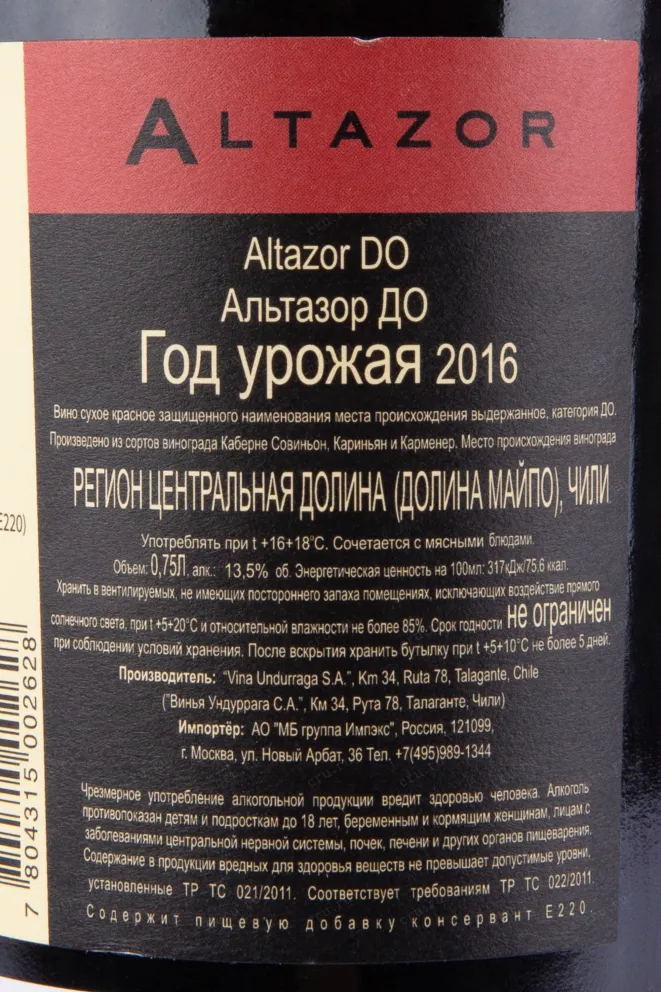 ALTAZOR
Altazor DO
Альтазор ДО
Год урожая 2016
Вино сухое красное защищенного наименования места происхождения выдержанное, категория ДО.
Произведено из сортов винограда Каберне Совиньон, Кариньян и Карменер. Место происхождения винограда
РЕГИОН ЦЕНТРАЛЬНАЯ ДОЛИНА (ДОЛИНА МАЙПО), ЧИЛИ
Употреблять при t +16+18°С. Сочетается с мясными блюдами.
Объем: 0,75Л, алк.: 13,5% об. Энергетическая ценность на 100мл: 317кДж/75,6 ккал.
Хранить в вентилируемых, не имеющих постороннего запаха помещениях, исключающих воздействие прямого
солнечного света, при t +5+20°С и относительной влажности не более 85%. Срок годности не ограничен
при соблюдении условий хранения. После вскрытия хранить бутылку при t +5+10°С не более 5 дней.
Производитель: "Vina Undurraga S.A.", Km 34, Ruta 78, Talagante, Chile
("Винья Ундуррага С.А.", Км 34, Рута 78, Талаганте, Чили)
Импортёр: АО "МБ группа Импэкс", Россия, 121099,
г. Москва, ул. Новый Арбат, 36 Тел. +7(495)989-1344
Чрезмерное употребление алкогольной продукции вредит здоровью человека. Алкоголь
противопоказан детям и подросткам до 18 лет, беременным и кормящим женщинам, лицам с
заболеваниями центральной нервной системы, почек, печени и других органов пищеварения.
Содержание в продукции вредных для здоровья веществ не превышает допустимые уровни,
установленные ТР ТС 021/2011. Соответствует требованиям ТР ТС 022/2011.
Содержит пищевую добавку консервант Е220.
E220)
7 804315 002628